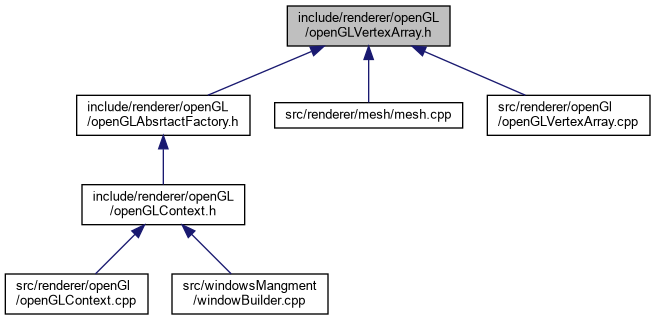 include/renderer/openGL
/openGLVertexArray.h
include/renderer/openGL
/openGLAbsrtactFactory.h
src/renderer/mesh/mesh.cpp
src/renderer/openGl
/openGLVertexArray.cpp
include/renderer/openGL
/openGLContext.h
src/renderer/openGl
/openGLContext.cpp
src/windowsMangment
/windowBuilder.cpp